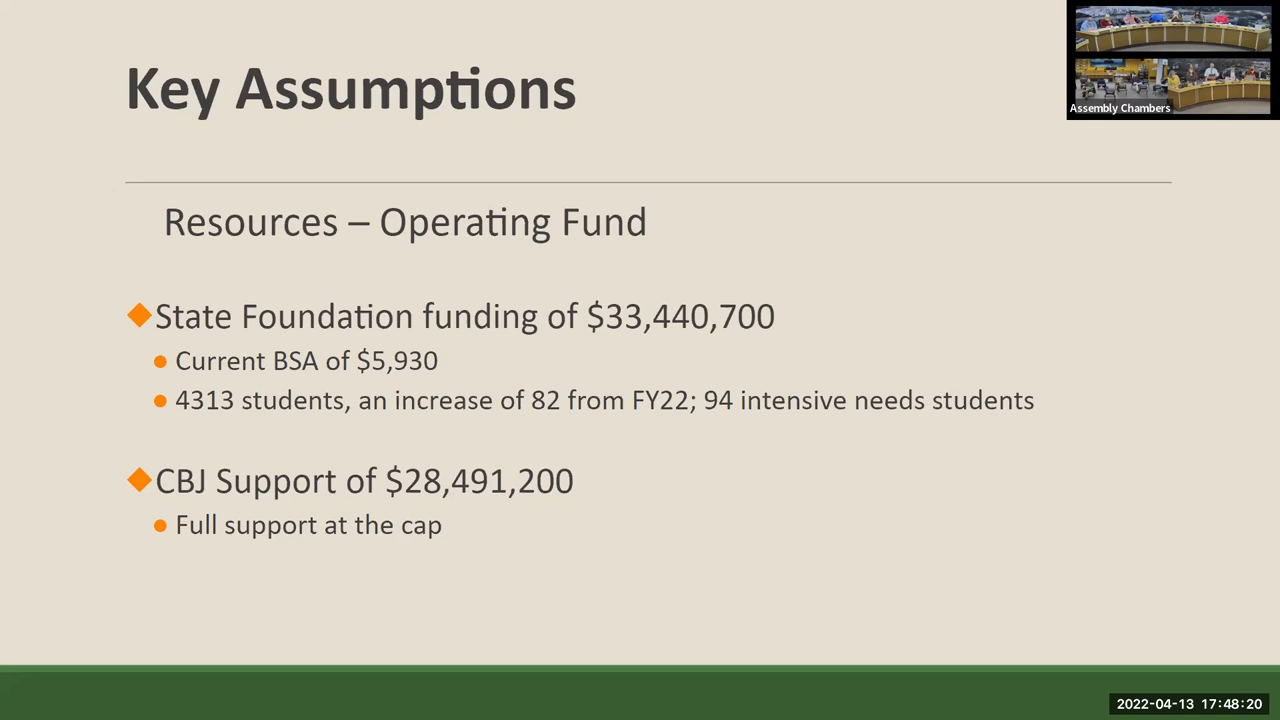 Key Assumptions
Assembly Chambers
Resources – Operating Fund
State Foundation funding of $33,440,700
Current BSA of $5,930
4313 students, an increase of 82 from FY22; 94 intensive needs students
CBJ Support of $28,491,200
Full support at the cap
2022-04-13 17:48:20